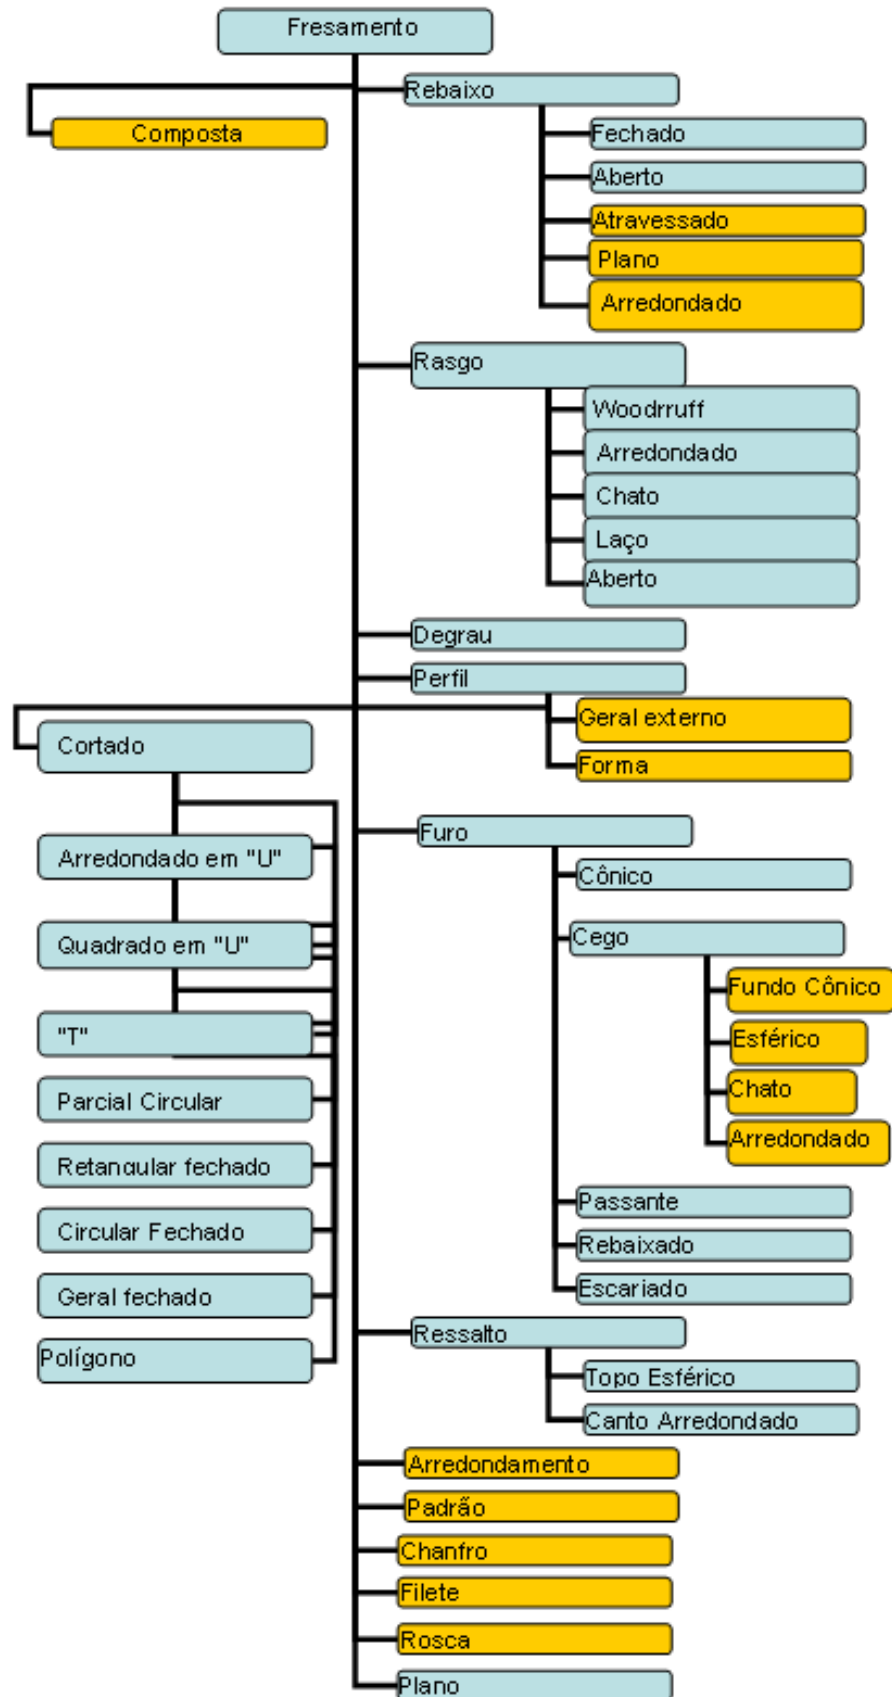 Fresamento
Rebaixo
Composta
Fechado
Aberto
Atravessado
Plano
Arredondado
Rasgo
Woodrruff
Arredondado
Chato
Laço
Aberto
Degrau
Perfil
Geral externo
Forma
Cortado
Arredondado em "U"
Quadrado em "U"
"T"
Parcial Circular
Retangular fechado
Circular Fechado
Geral fechado
Polígono
Furo
Cônico
Cego
Fundo Cônico
Esférico
Chato
Arredondado
Passante
Rebaixado
Escariado
Ressalto
Topo Esférico
Canto Arredondado
Arredondamento
Padrão
Chanfro
Filete
Rosca
Plano